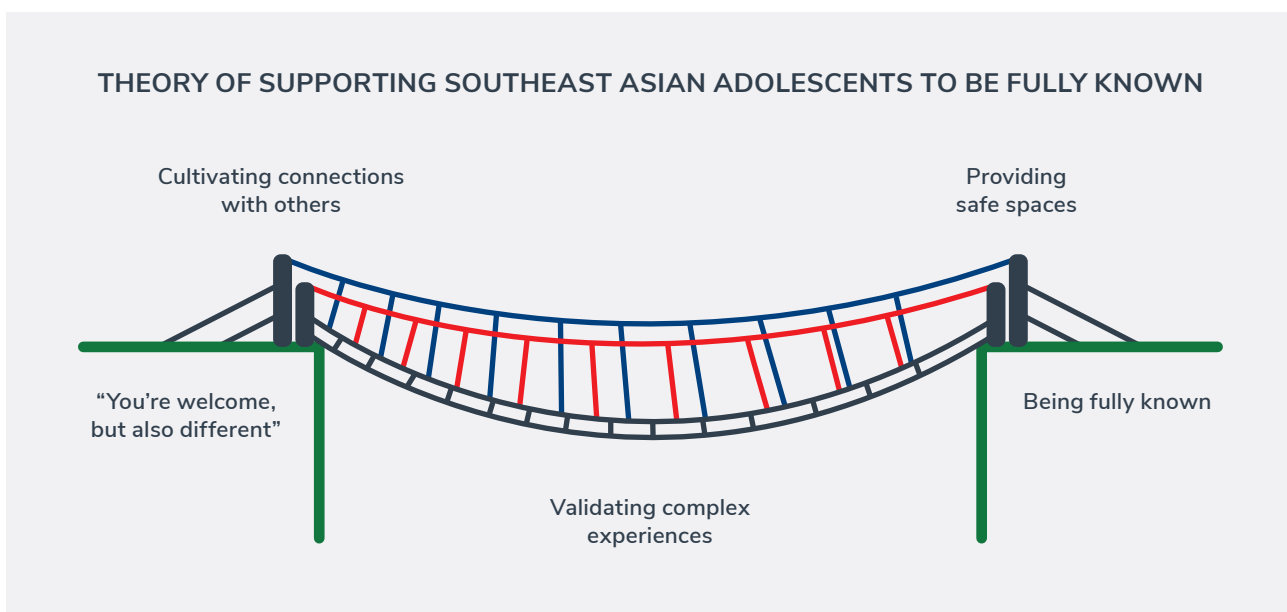 THEORY OF SUPPORTING SOUTHEAST ASIAN ADOLESCENTS TO BE FULLY KNOWN
Cultivating connections
with others
Providing
safe spaces
“You’re welcome,
but also different”
Being fully known
Validating complex
experiences